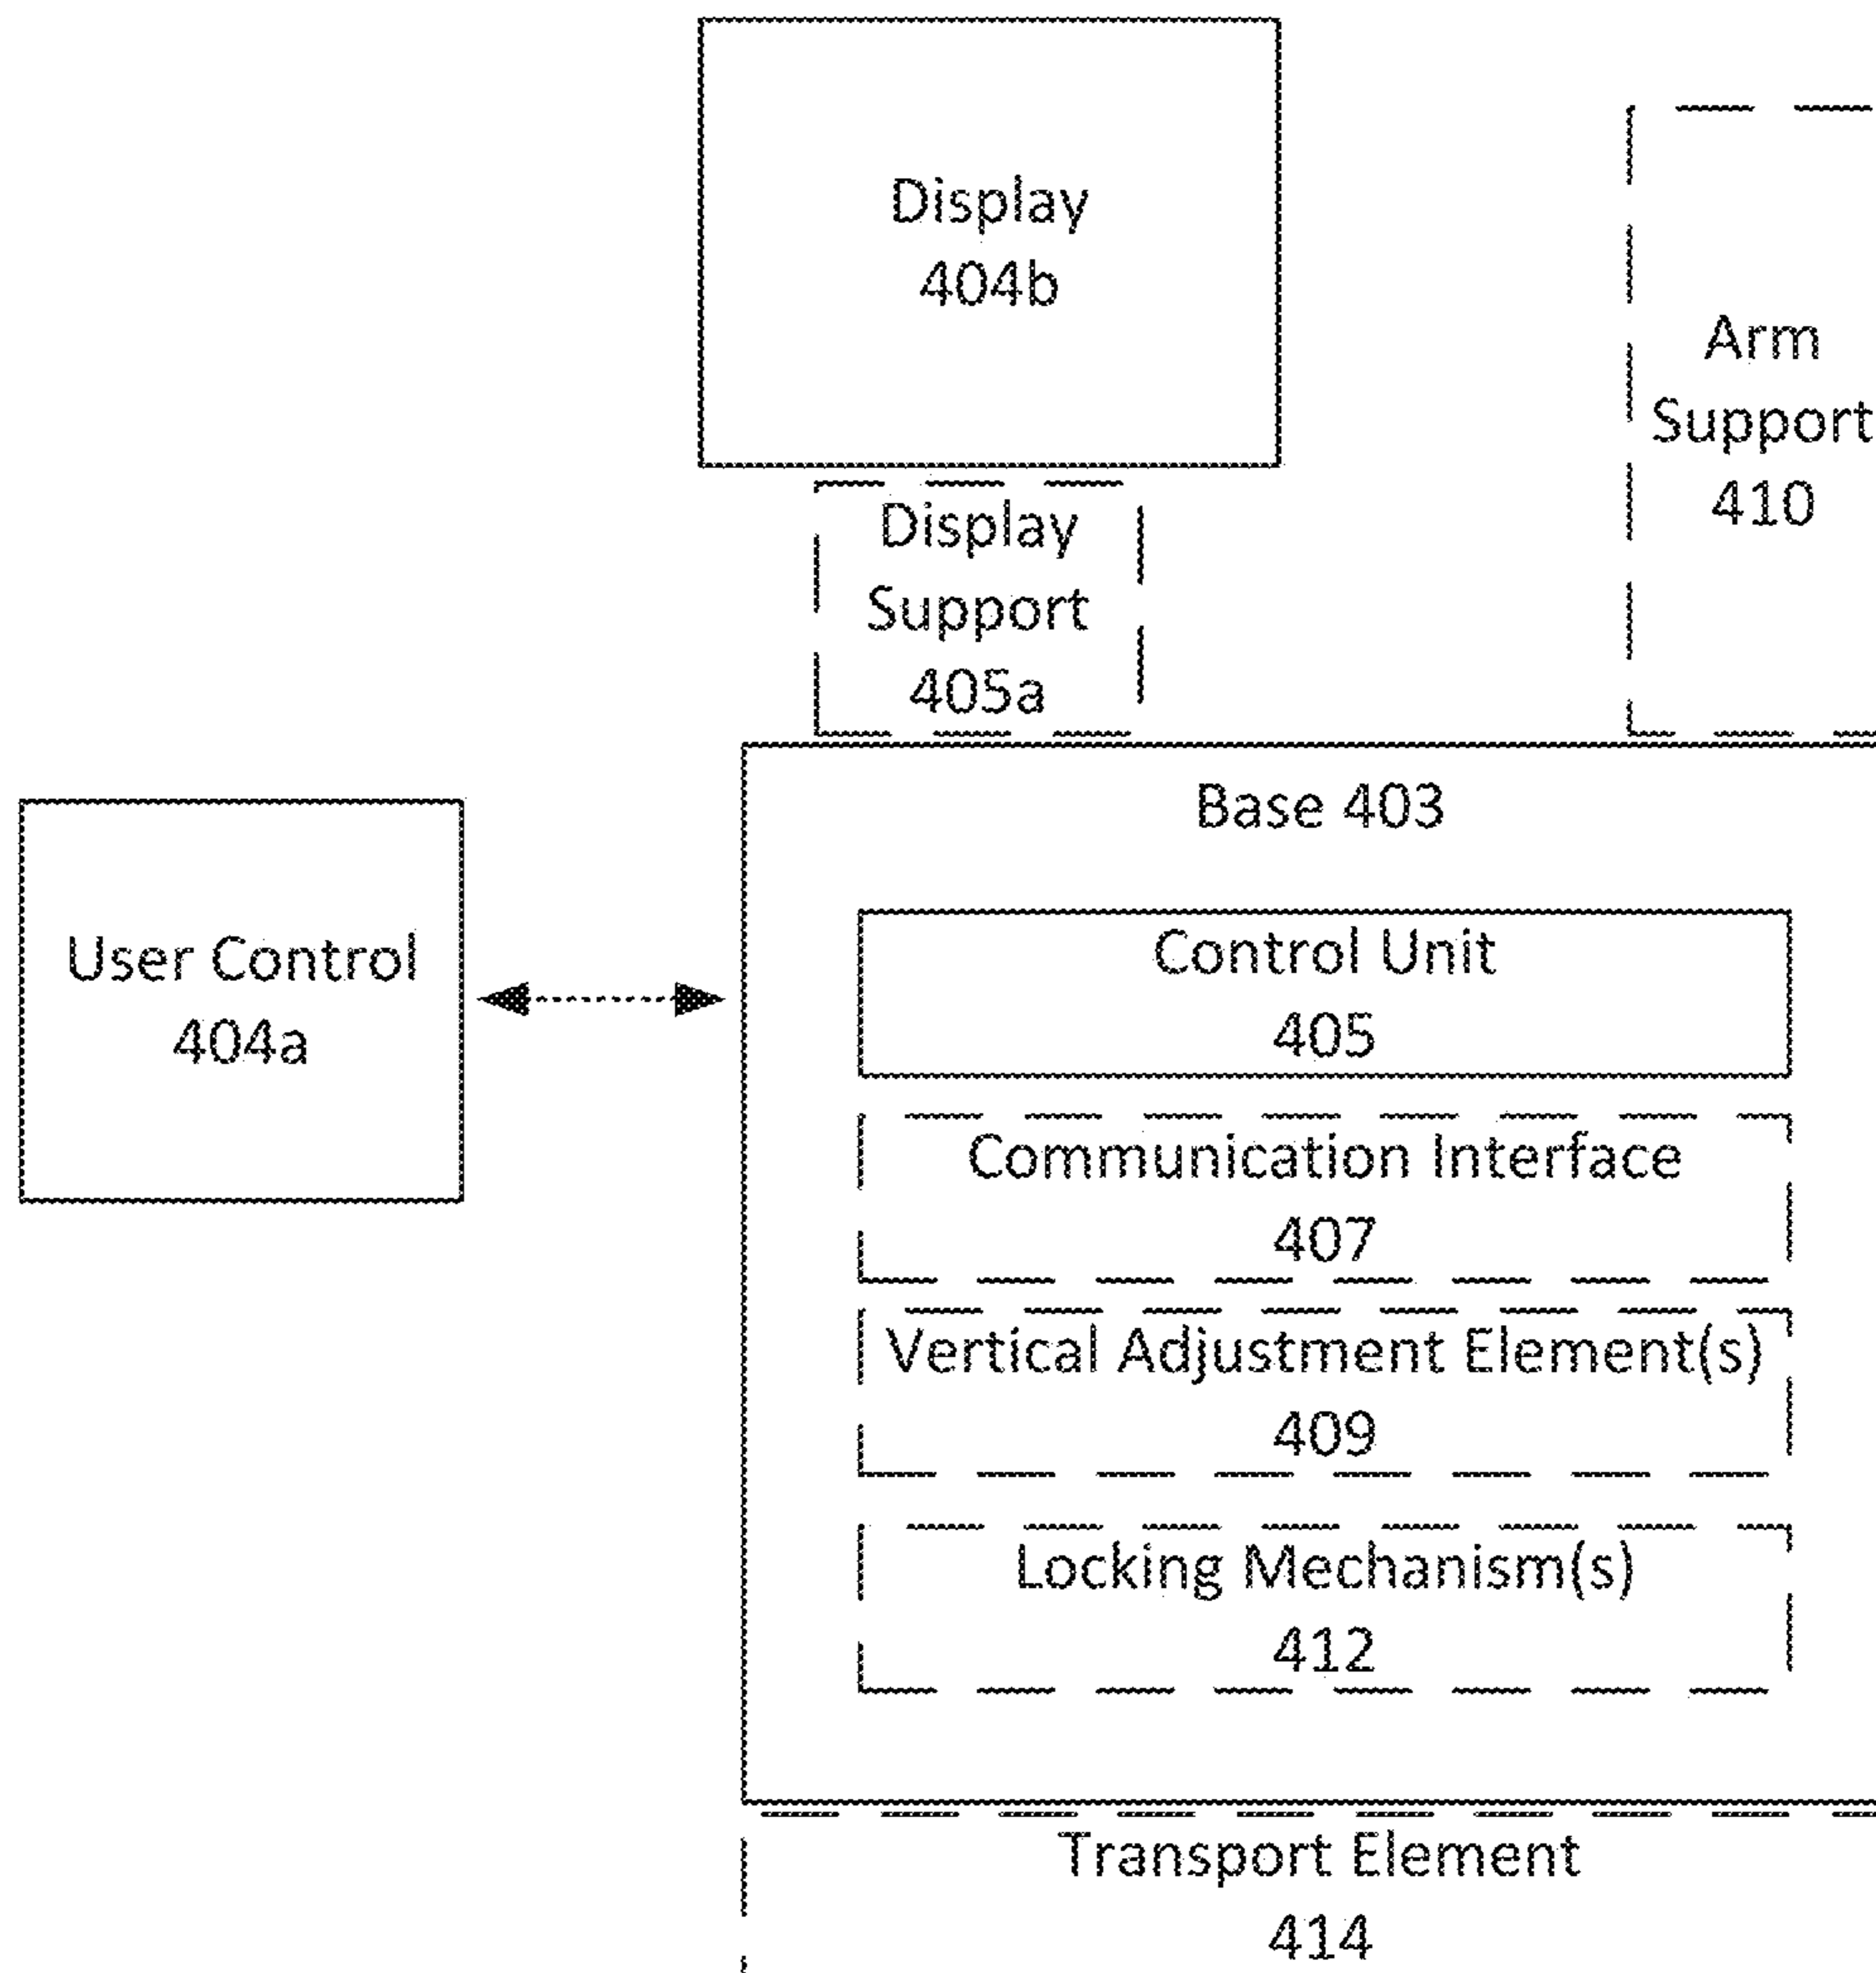 Display
404b
Arm
Support
410
Display
Support
405a
Base 403
User Control
404a
Control Unit
405
Communication Interface
407
Vertical Adjustment Element(s)
409
Locking Mechanism(s)
412
Transport Element
414